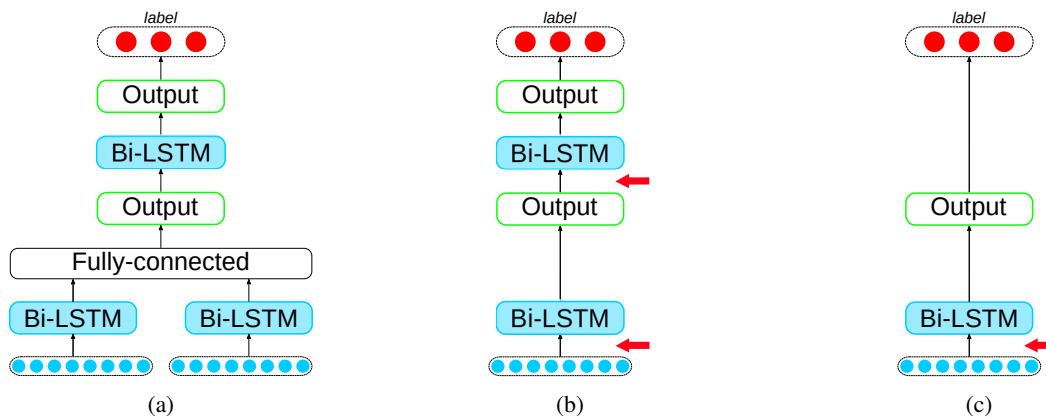 label
Output
Bi-LSTM
Output
Fully-connected
Bi-LSTM
Bi-LSTM
(a)
label
Output
Bi-LSTM
Output
Bi-LSTM
(b)
label
Output
Bi-LSTM
(c)